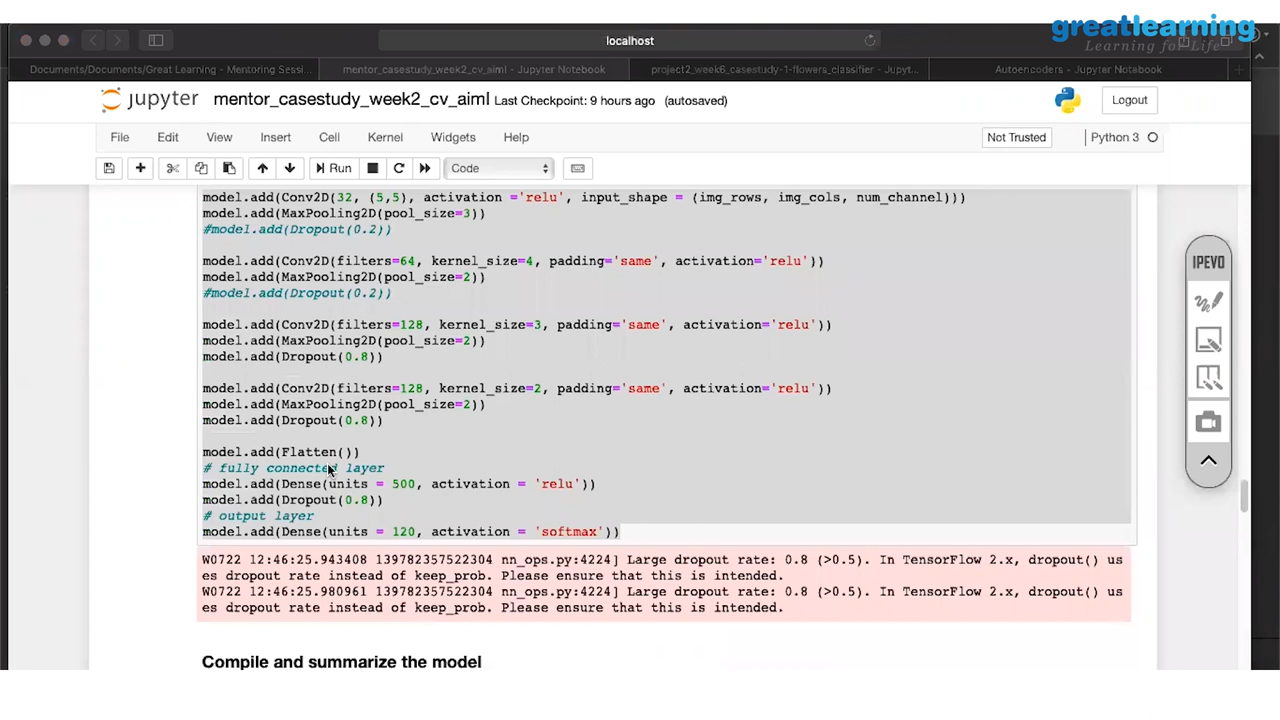 greatlearning
Learning for Life
localhost
Documents/Documents/Great Learning - Mentoring Sessi...
mentor_casestudy_week2_cv_aiml - Jupyter Notebook
project2_week6_casestudy-1-flowers_classifier - Jupyt...
Autoencoders - Jupyter Notebook
jupyter mentor_casestudy_week2_cv_aiml Last Checkpoint: 9 hours ago (autosaved)
Logout
File Edit View Insert Cell Kernel Widgets Help
Not Trusted
Python 3
Run
Code
model.add(Conv2D(32, (5,5), activation ='relu', input_shape = (img_rows, img_cols, num_channel)))
model.add(MaxPooling2D(pool_size=3))
#model.add(Dropout(0.2))
model.add(Conv2D(filters=64, kernel_size=4, padding='same', activation='relu'))
model.add(MaxPooling2D(pool_size=2))
#model.add(Dropout(0.2))
model.add(Conv2D(filters=128, kernel_size=3, padding='same', activation='relu'))
model.add(MaxPooling2D(pool_size=2))
model.add(Dropout(0.8))
model.add(Conv2D(filters=128, kernel_size=2, padding='same', activation='relu'))
model.add(MaxPooling2D(pool_size=2))
model.add(Dropout(0.8))
model.add(Flatten())
# fully connected layer
model.add(Dense(units = 500, activation = 'relu'))
model.add(Dropout(0.8))
# output layer
model.add(Dense(units = 120, activation = 'softmax'))
W0722 12:46:25.943408 139782357522304 nn_ops.py:4224] Large dropout rate: 0.8 (>0.5). In TensorFlow 2.x, dropout() us
es dropout rate instead of keep_prob. Please ensure that this is intended.
W0722 12:46:25.980961 139782357522304 nn_ops.py:4224] Large dropout rate: 0.8 (>0.5). In TensorFlow 2.x, dropout() us
es dropout rate instead of keep_prob. Please ensure that this is intended.
Compile and summarize the model
IPEVO